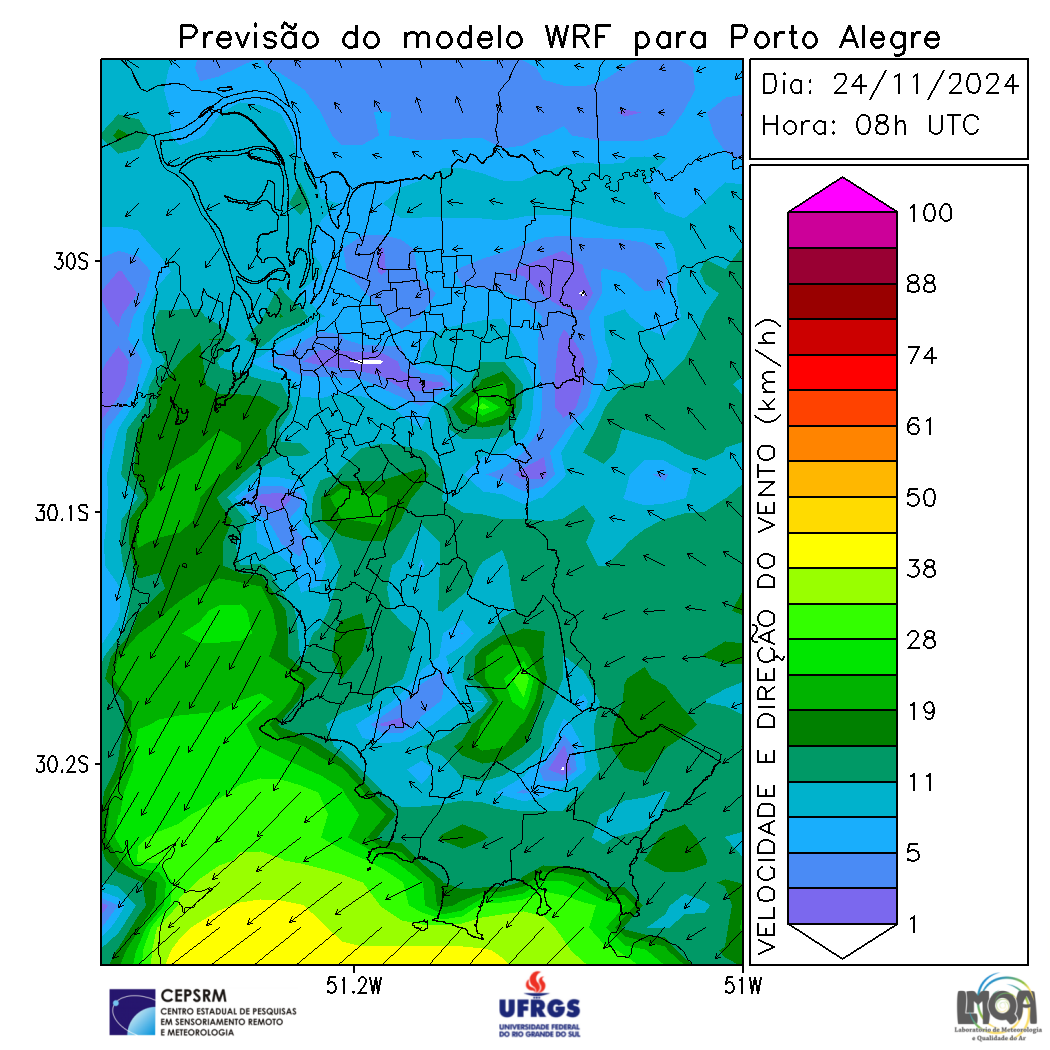 Previsão do modelo WRF para Porto Alegre
Dia: 24/11/2024
Hora: 08h UTC
30S
30.1S
30.2S
51.2W
51W
VELOCIDADE E DIREÇÃO DO VENTO (km/h)
100
88
74
61
50
38
28
19
11
5
1
CEPSRM
CENTRO ESTADUAL DE PESQUISAS
EM SENSORIAMENTO REMOTO
E METEOROLOGIA
UFRGS
UNIVERSIDADE FEDERAL
DO RIO GRANDE DO SUL
LMQA
Laboratório de Meteorologia
e Qualidade do Ar